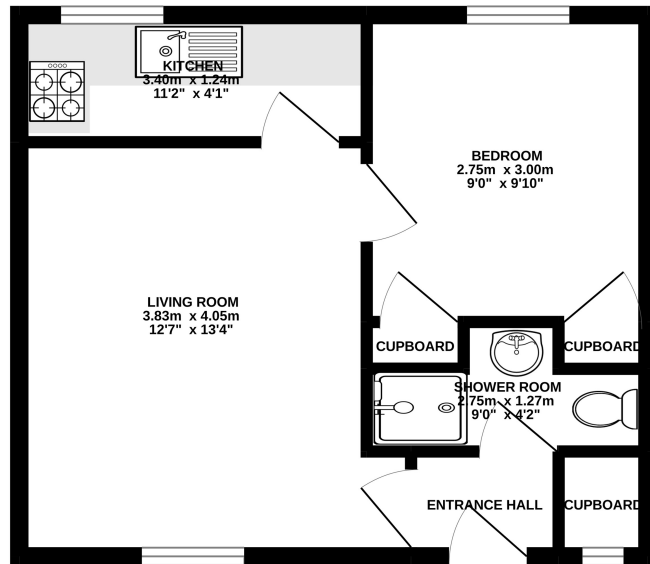 KITCHEN
3.40m x 1.24m
11'2" x 4'1"
BEDROOM
2.75m x 3.00m
9'0" x 9'10"
LIVING ROOM
3.83m x 4.05m
12'7" x 13'4"
CUPBOARD
CUPBOARD
SHOWER ROOM
2.75m x 1.27m
9'0" x 4'2"
ENTRANCE HALL
CUPBOARD